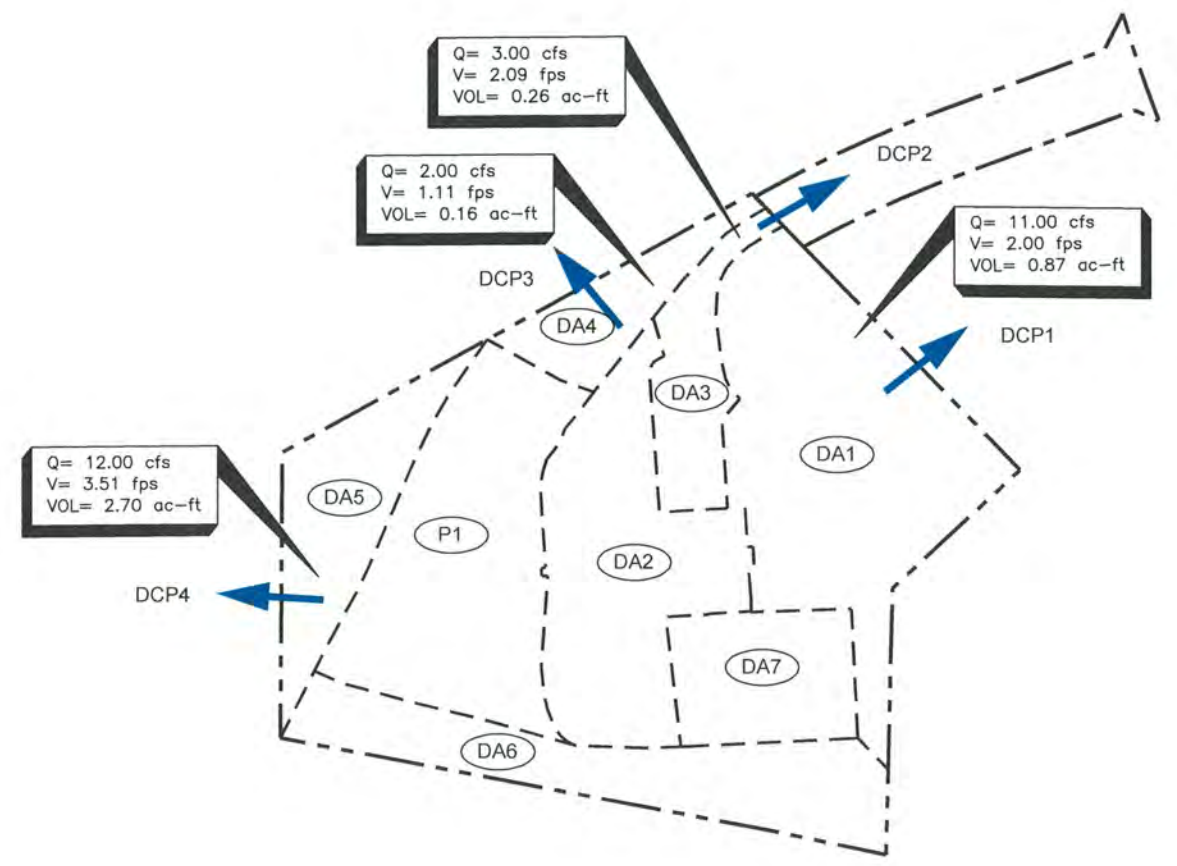 Q= 3.00 cfs
V= 2.09 fps
VOL= 0.26 ac-ft
DCP2
Q= 2.00 cfs
V= 1.11 fps
VOL= 0.16 ac-ft
Q= 11.00 cfs
V= 2.00 fps
VOL= 0.87 ac-ft
DCP3
DA4
DCP1
DA3
DA1
Q= 12.00 cfs
V= 3.51 fps
VOL= 2.70 ac-ft
DA5
P1
DA2
DCP4
DA7
DA6